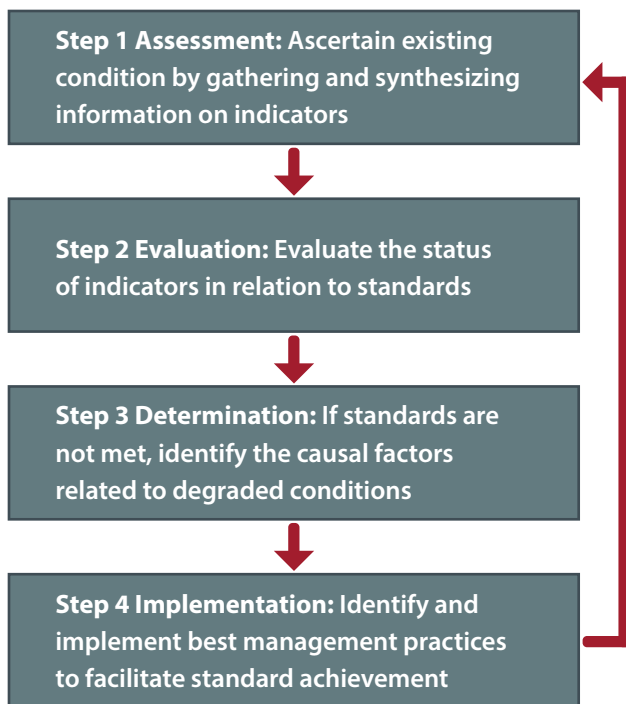 Step 1 Assessment: Ascertain existing
condition by gathering and synthesizing
information on indicators
Step 2 Evaluation: Evaluate the status
of indicators in relation to standards
Step 3 Determination: If standards are
not met, identify the causal factors
related to degraded conditions
Step 4 Implementation: Identify and
implement best management practices
to facilitate standard achievement